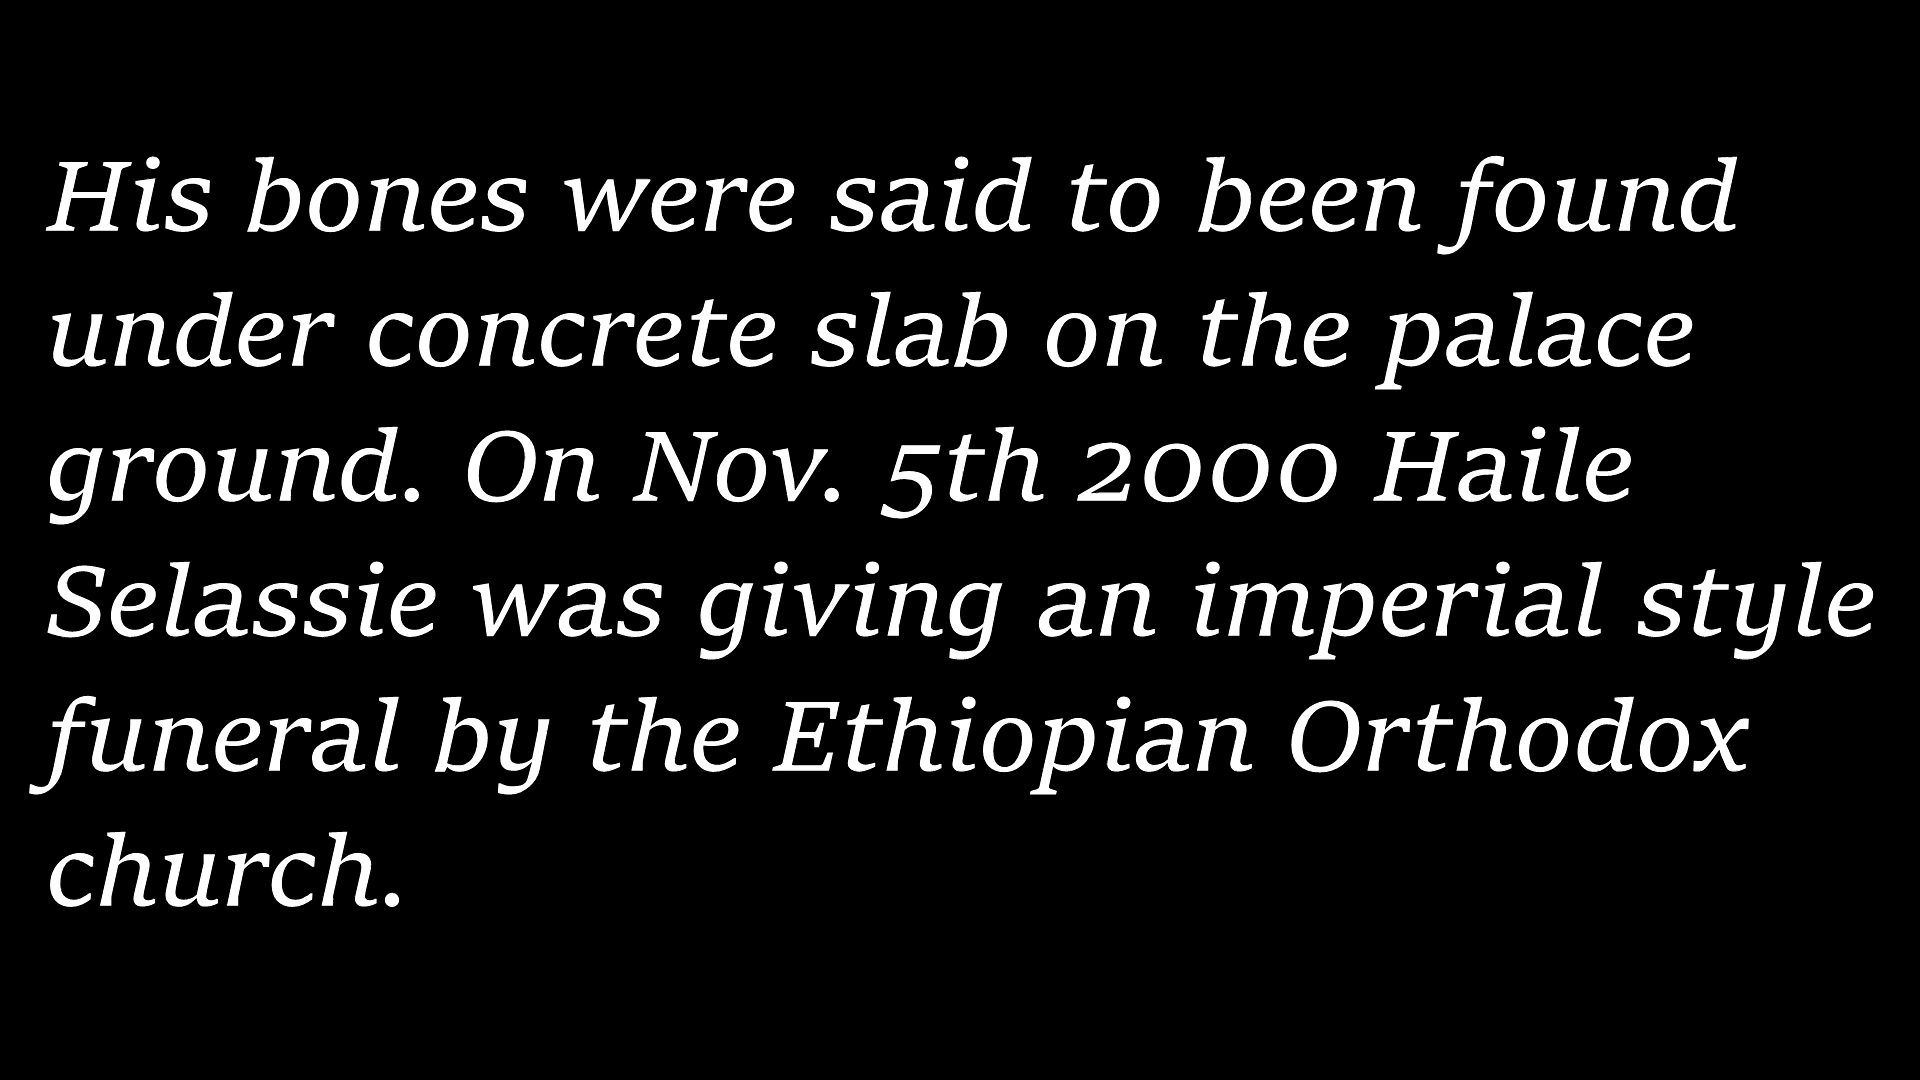 His bones were said to been found
under concrete slab on the palace
ground. On Nov. 5th 2000 Haile
Selassie was giving an imperial style
funeral by the Ethiopian Orthodox
church.